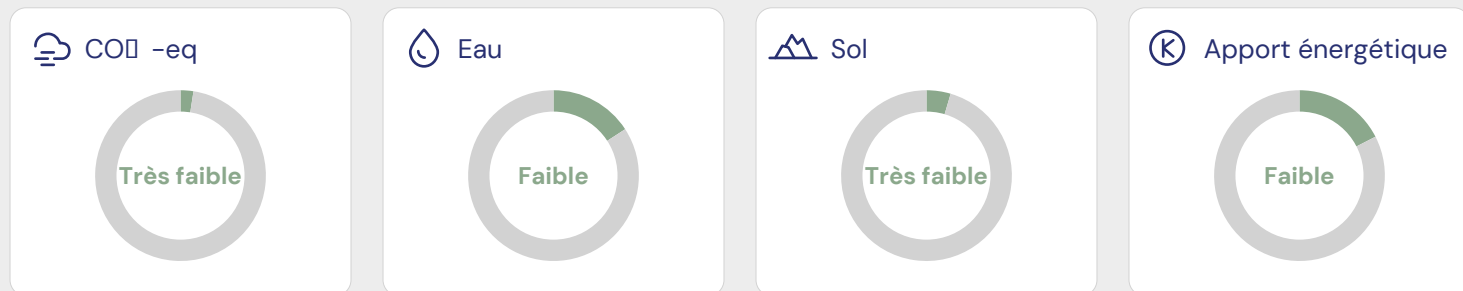 CO▯ -eq
Eau
Sol
Apport énergétique
Très faible
Faible
Très faible
Faible